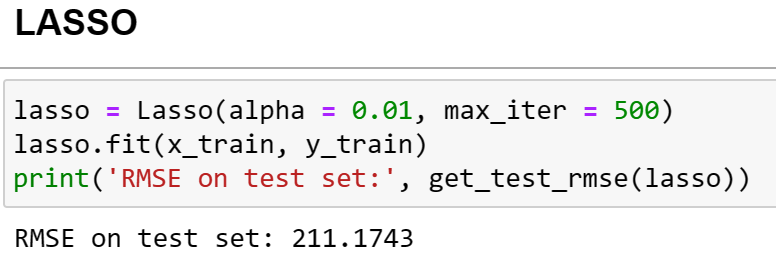 LASSO
lasso = Lasso(alpha = 0.01, max_iter = 500)
lasso.fit(x_train, y_train)
print('RMSE on test set:', get_test_rmse(lasso))
RMSE on test set: 211.1743